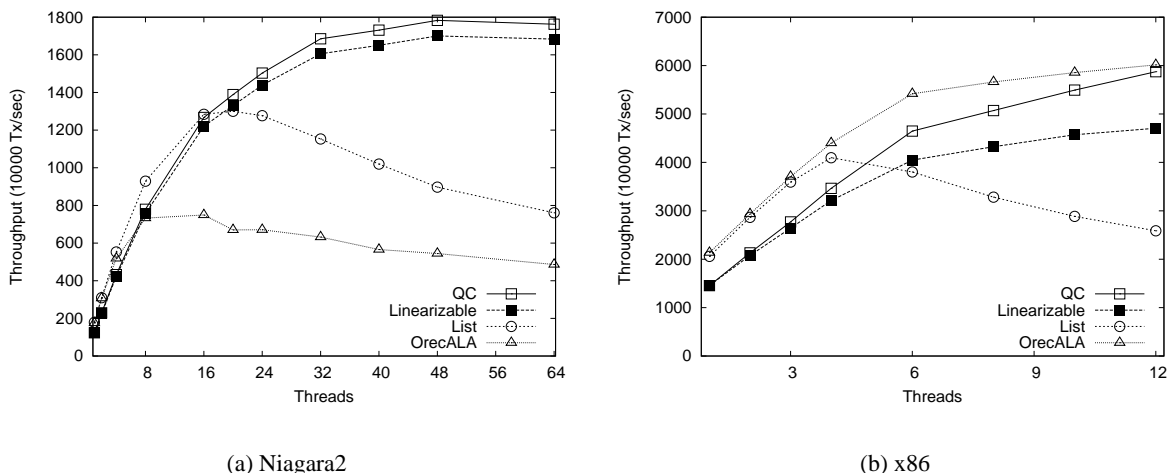 Throughput (10000 Tx/sec)
1800
1600
1400
1200
1000
800
600
400
200
0
8
16
24
32
40
48
56
64
Threads
QC
Linearizable
List
OrecALA
(a) Niagara2
Throughput (10000 Tx/sec)
7000
6000
5000
4000
3000
2000
1000
0
3
6
9
12
Threads
QC
Linearizable
List
OrecALA
(b) x86